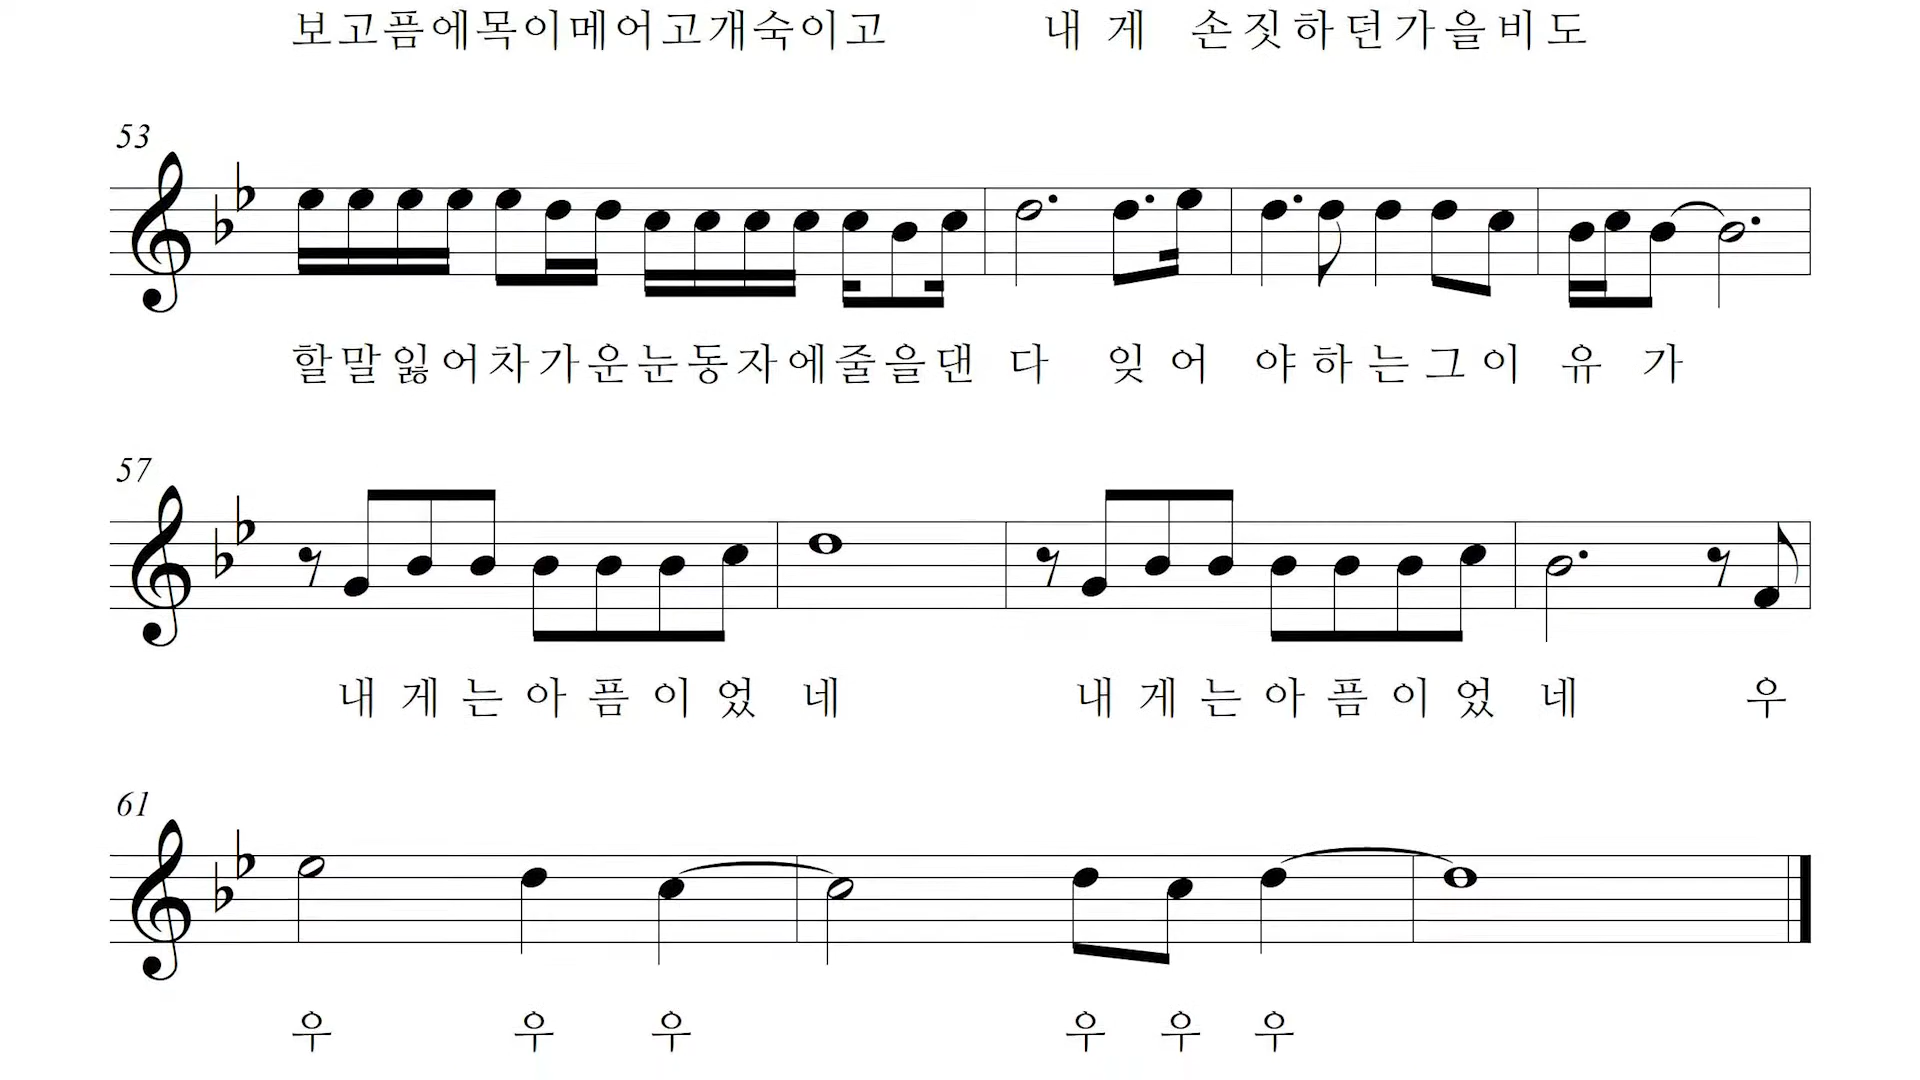 보고픔에목이메어고개숙이고 내 게 손짓하던가을비도
53
할말잃어차가운눈동자에줄을댄 다 잊 어 야 하 는 그 이 유 가
57
내 게 는 아 픔 이 었 네 내 게 는 아 픔 이 었 네 우
61
우 우 우 우 우 우